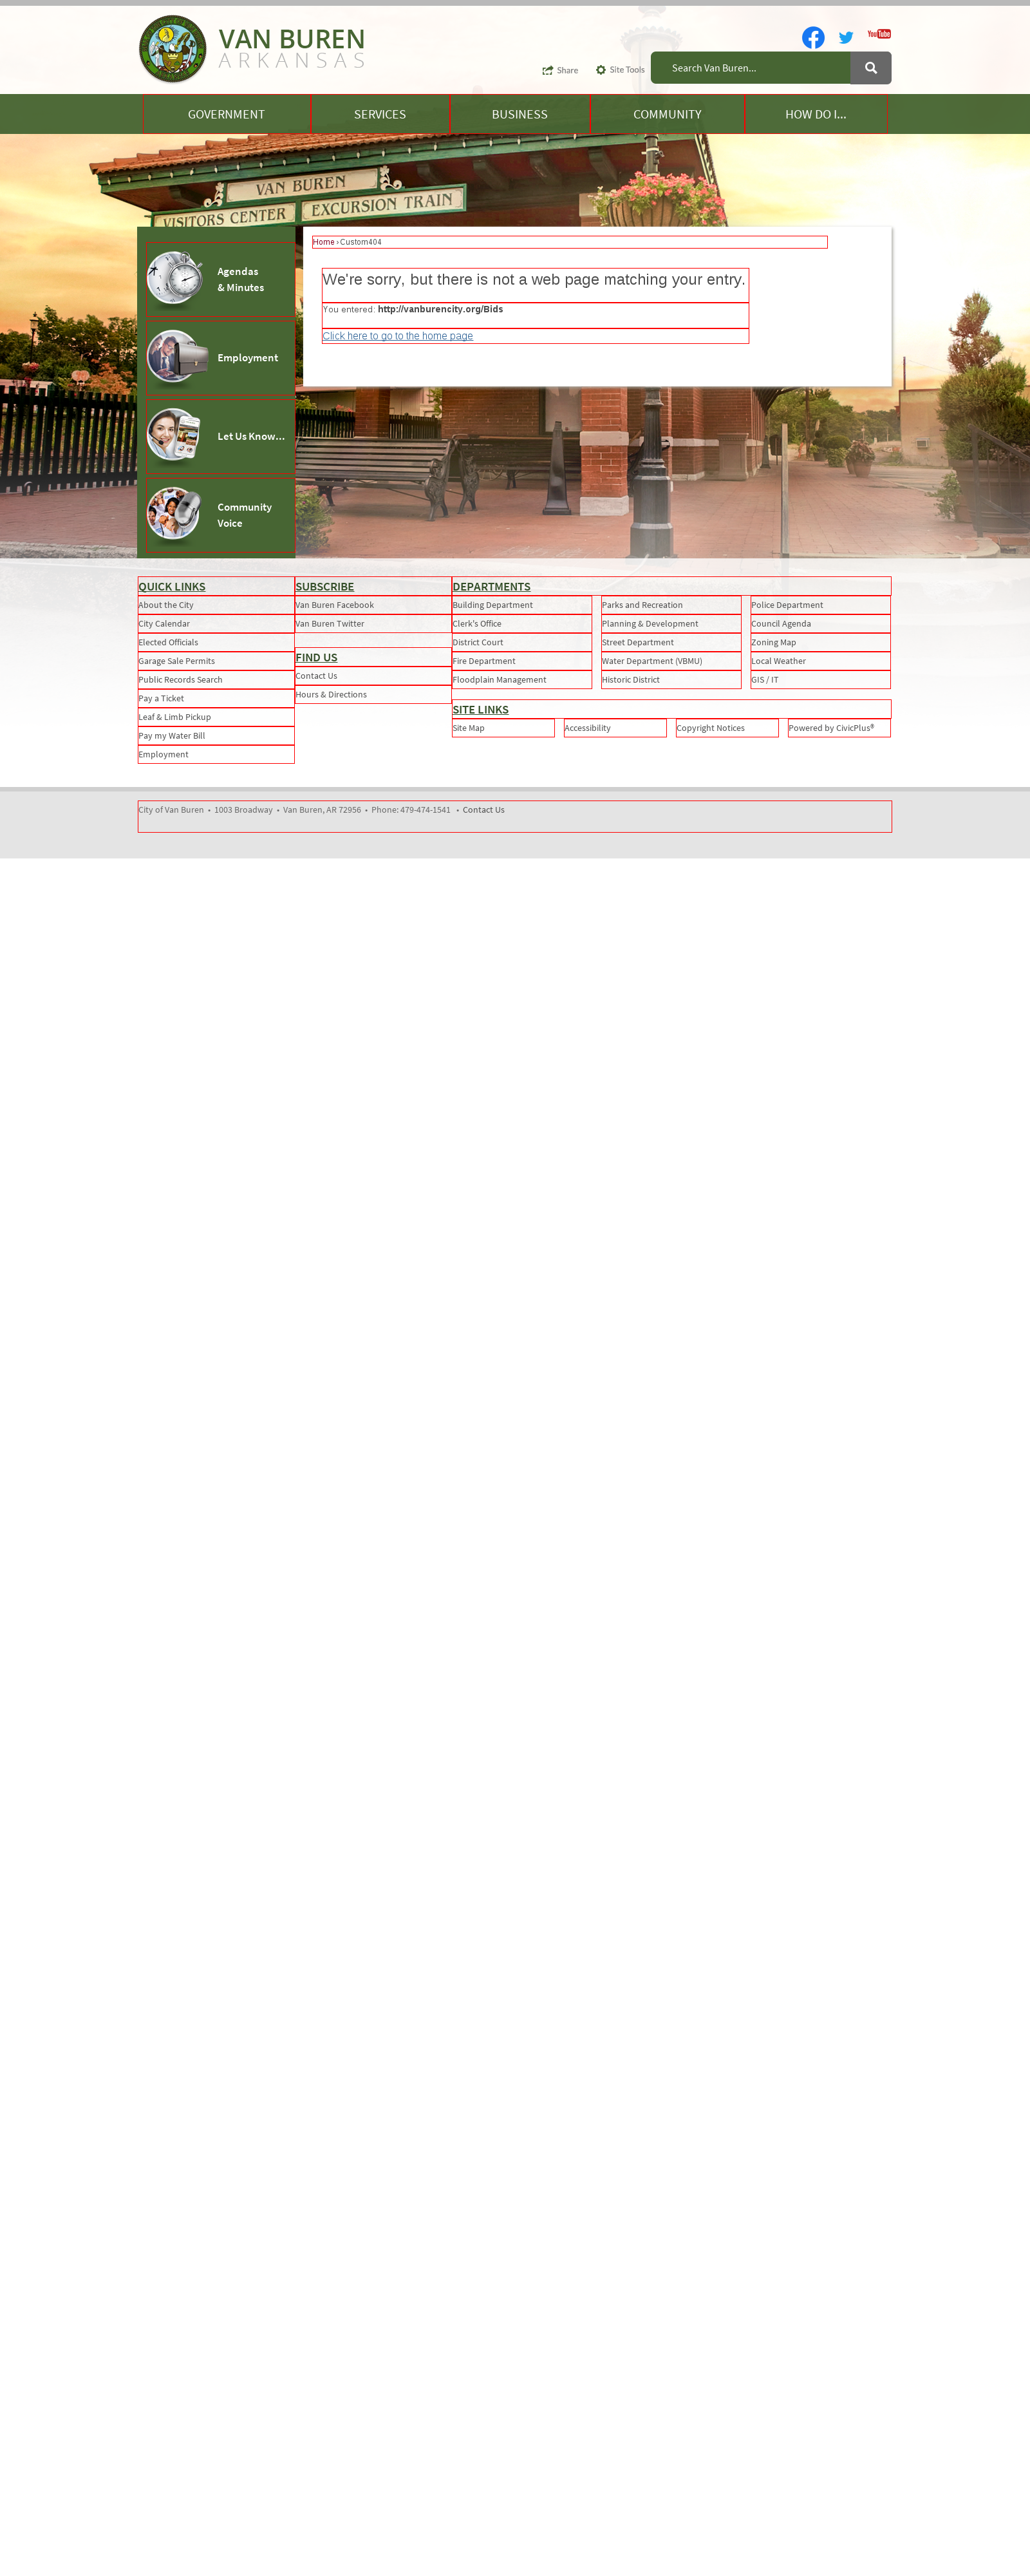 VAN BUREN
ARKANSAS
Share
Site Tools
Search Van Buren...
You Tube
GOVERNMENT
SERVICES
BUSINESS
COMMUNITY
HOW DO I...
VAN BUREN
VISITORS CENTER
EXCURSION TRAIN
Agendas
& Minutes
Employment
Let Us Know...
Community
Voice
Home › Custom404
We're sorry, but there is not a web page matching your entry.
You entered: http://vanburencity.org/Bids
Click here to go to the home page
QUICK LINKS
About the City
City Calendar
Elected Officials
Garage Sale Permits
Public Records Search
Pay a Ticket
Leaf & Limb Pickup
Pay my Water Bill
Employment
SUBSCRIBE
Van Buren Facebook
Van Buren Twitter
FIND US
Contact Us
Hours & Directions
DEPARTMENTS
Building Department
Clerk's Office
District Court
Fire Department
Floodplain Management
Parks and Recreation
Planning & Development
Street Department
Water Department (VBMU)
Historic District
Police Department
Council Agenda
Zoning Map
Local Weather
GIS / IT
SITE LINKS
Site Map
Accessibility
Copyright Notices
Powered by CivicPlus®
City of Van Buren • 1003 Broadway • Van Buren, AR 72956 • Phone: 479-474-1541 • Contact Us